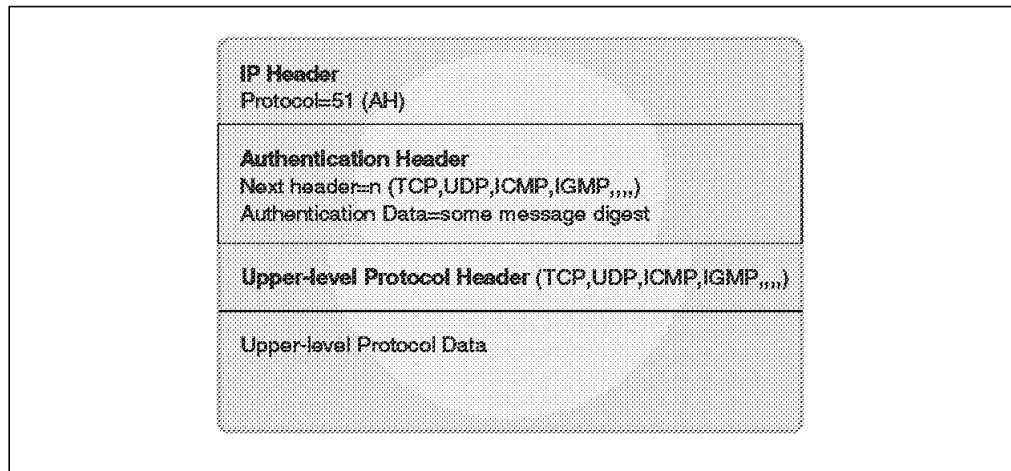 IP Header
Protocol=51 (AH)
Authentication Header
Next header=n (TCP,UDP,ICMP,IGMP,,,,)
Authentication Data=some message digest
Upper-level Protocol Header (TCP,UDP,ICMP,IGMP,,,,)
Upper-level Protocol Data